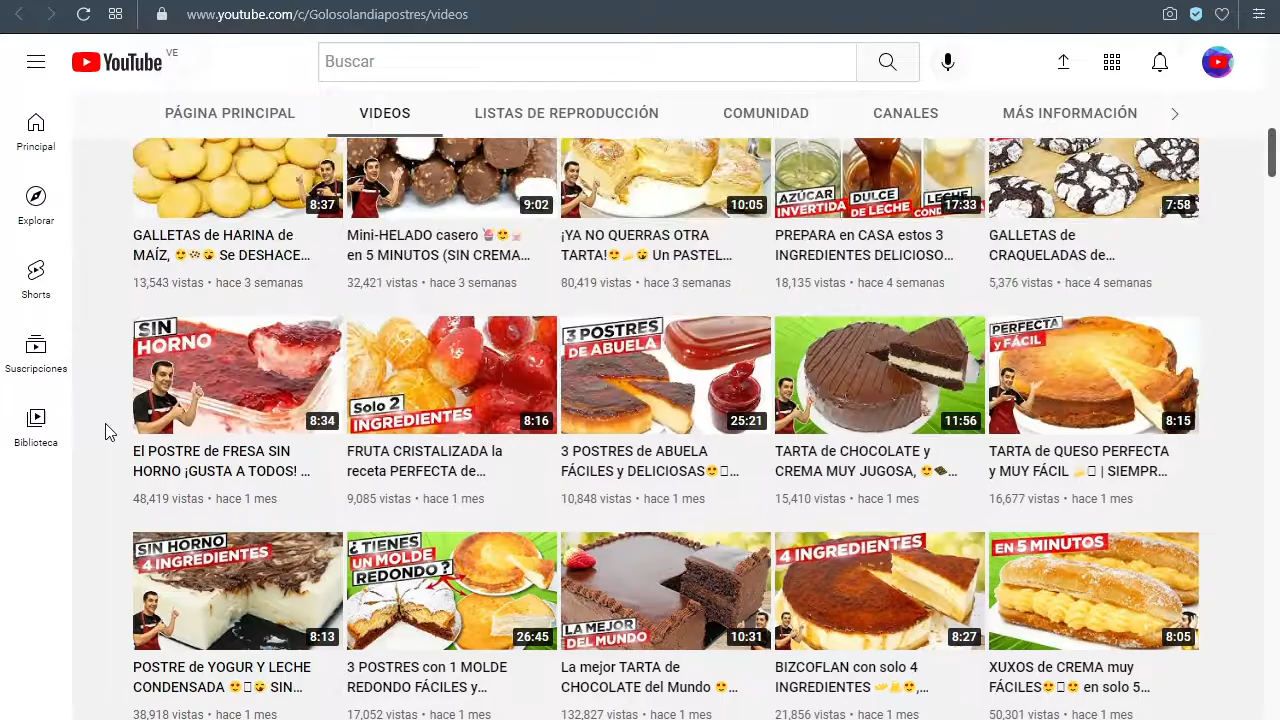 www.youtube.com/c/Golosolandiapostres/videos
YouTube VE
Buscar
PÁGINA PRINCIPAL
VIDEOS
LISTAS DE REPRODUCCIÓN
COMUNIDAD
CANALES
MÁS INFORMACIÓN
Principal
Explorar
Shorts
Suscripciones
Biblioteca
8:37
GALLETAS de HARINA de
MAÍZ, 😍🍪🤪 Se DESHACE...
13,543 vistas • hace 3 semanas
9:02
Mini-HELADO casero 🍨😍🍧
en 5 MINUTOS (SIN CREMA...
32,421 vistas • hace 3 semanas
10:05
¡YA NO QUERRAS OTRA
TARTA!😍🍰🤪 Un PASTEL...
80,419 vistas • hace 3 semanas
AZÚCAR
INVERTIDA
DULCE
DE LECHE
LECHE
17:33
PREPARA en CASA estos 3
INGREDIENTES DELICIOSO...
18,135 vistas • hace 4 semanas
7:58
GALLETAS de
CRAQUELADAS de...
5,376 vistas • hace 4 semanas
SIN
HORNO
8:34
El POSTRE de FRESA SIN
HORNO ¡GUSTA A TODOS! ...
48,419 vistas • hace 1 mes
Solo 2
INGREDIENTES
8:16
FRUTA CRISTALIZADA la
receta PERFECTA de...
9,085 vistas • hace 1 mes
3 POSTRES
DE ABUELA
25:21
3 POSTRES de ABUELA
FÁCILES y DELICIOSAS😍...
10,848 vistas • hace 1 mes
11:56
TARTA de CHOCOLATE y
CREMA MUY JUGOSA, 😍🍫...
15,410 vistas • hace 1 mes
PERFECTA
y FÁCIL
8:15
TARTA de QUESO PERFECTA
y MUY FÁCIL | SIEMPR...
16,677 vistas • hace 1 mes
SIN HORNO
4 INGREDIENTES
8:13
POSTRE de YOGUR Y LECHE
CONDENSADA 😍🤪 SIN...
38,918 vistas • hace 1 mes
¿TIENES
UN MOLDE
REDONDO?
26:45
3 POSTRES con 1 MOLDE
REDONDO FÁCILES y...
17,052 vistas • hace 1 mes
LA MEJOR
DEL MUNDO
10:31
La mejor TARTA de
CHOCOLATE del Mundo 😍...
132,827 vistas • hace 1 mes
4 INGREDIENTES
8:27
BIZCOFLAN con solo 4
INGREDIENTES 😍,...
21,856 vistas • hace 1 mes
EN 5 MINUTOS
8:05
XUXOS de CREMA muy
FÁCILES😍😍 en solo 5...
50,301 vistas • hace 1 mes